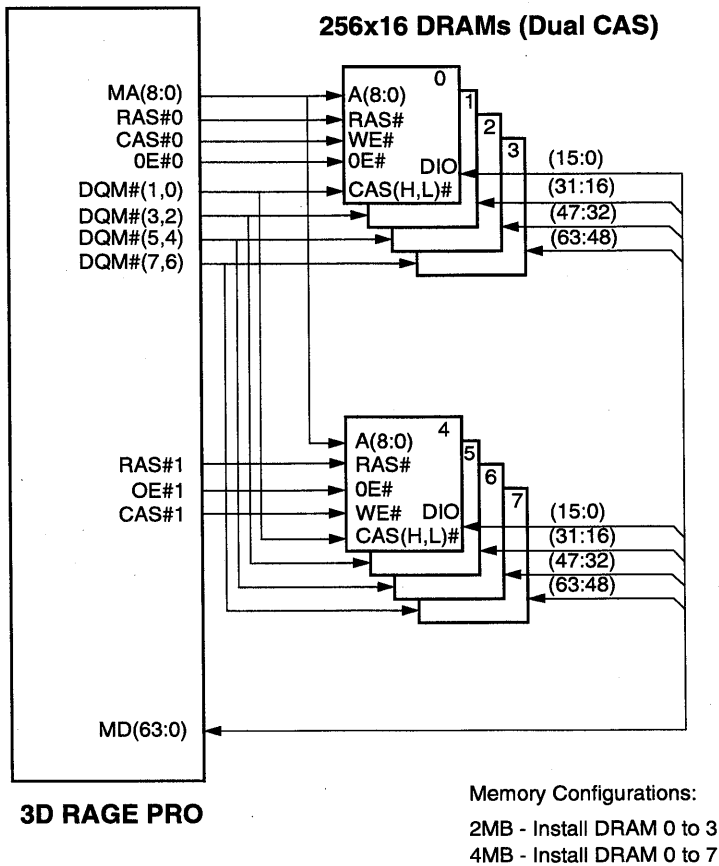 256x16 DRAMs (Dual CAS)
MA(8:0)
RAS#0
CAS#0
0E#0
DQM#(1,0)
DQM#(3,2)
DQM#(5,4)
DQM#(7,6)
0
A(8:0)
RAS#
WE#
0E#
DIO
CAS(H,L)#
1
2
3
(15:0)
(31:16)
(47:32)
(63:48)
RAS#1
OE#1
CAS#1
4
A(8:0)
RAS#
0E#
WE# DIO
CAS(H,L)#
5
6
7
(15:0)
(31:16)
(47:32)
(63:48)
MD(63:0)
3D RAGE PRO
Memory Configurations:
2MB - Install DRAM 0 to 3
4MB - Install DRAM 0 to 7